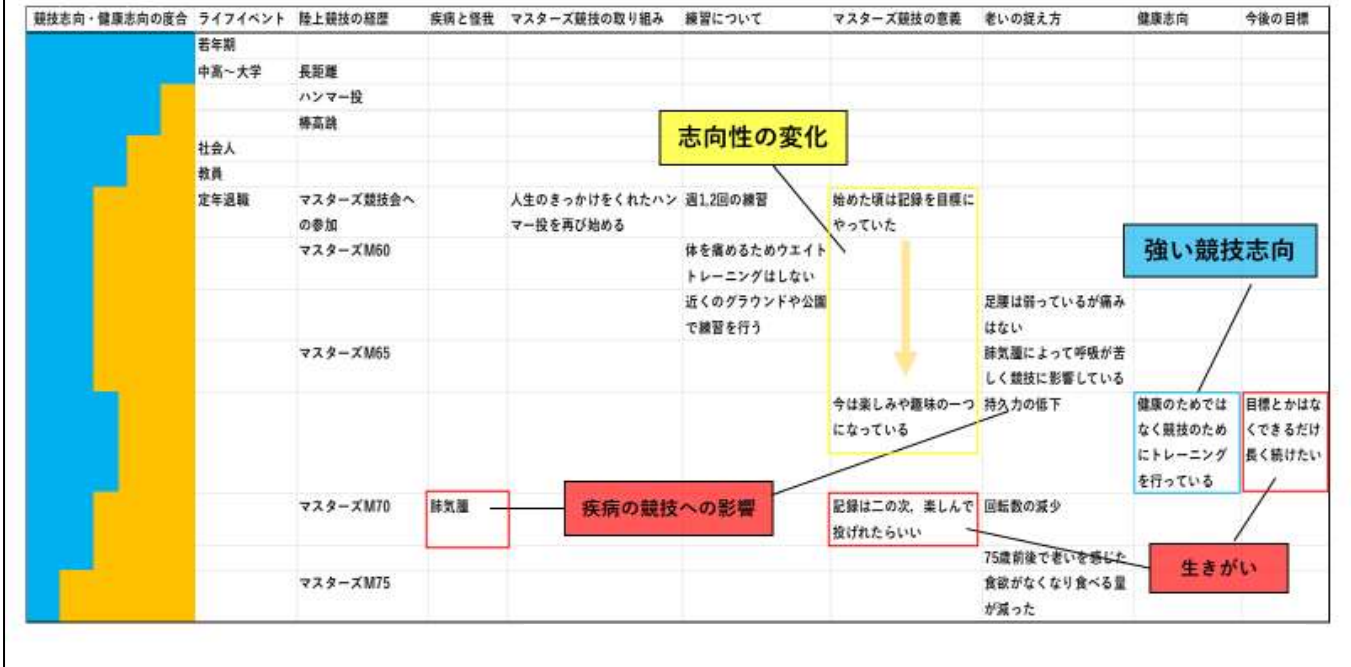 競技志向・健康志向の度合 ライフイベント 陸上競技の経歴 疾病と怪我 マスターズ競技の取り組み 練習について マスターズ競技の意義 老いの捉え方 健康志向 今後の目標
若年期
中高～大学 長距離
ハンマー投
棒高跳
志向性の変化
社会人
教員
定年退職 マスターズ競技会へ 人生のきっかけをくれたハン 週1,2回の練習 始めた頃は記録を目標に
の参加 マー投を再び始める やっていた
マスターズM60 体を痛めるためウエイト
強い競技志向
トレーニングはしない
近くのグラウンドや公園 足腰は弱っているが痛み
で練習を行う はない
マスターズM65 肺気腫によって呼吸が苦
しく競技に影響している
今は楽しみや趣味の一つ 持久力の低下 健康のためでは 目標とかはな
になっている なく競技のため くできるだけ
にトレーニング 長く続けたい
を行っている
マスターズM70 肺気腫 疾病の競技への影響 記録は二の次，楽しんで 回転数の減少
投げれたらいい
75歳前後で老いを感じた
生きがい
マスターズM75 食欲がなくなり食べる量
が減った